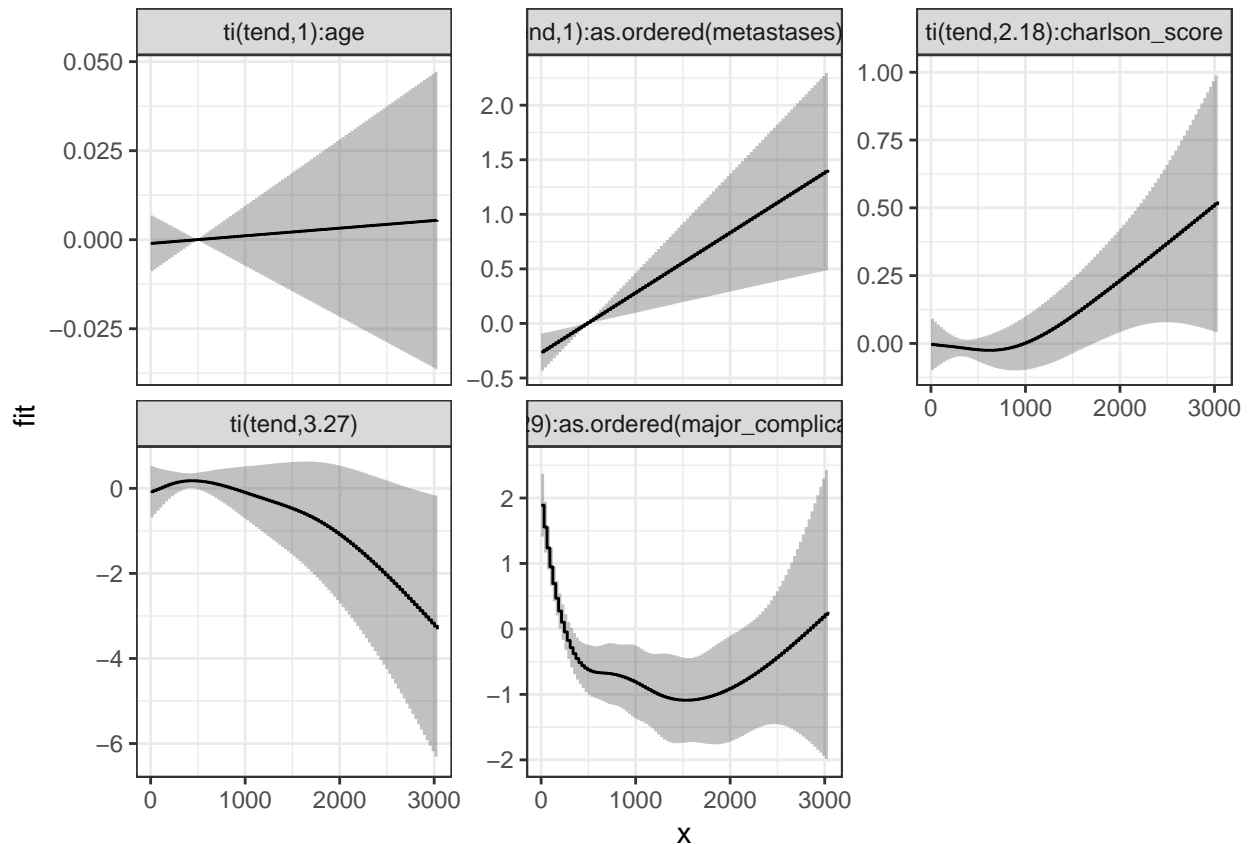 ti(tend,1):age
nd,1):as.ordered(metastases)
ti(tend,2.18):charlson_score
0.050
0.025
0.000
−0.025
2.0
1.5
1.0
0.5
0.0
−0.5
1.00
0.75
0.50
0.25
0.00
0 1000 2000 3000
ti(tend,3.27)
29):as.ordered(major_complica
0
−2
−4
−6
2
1
0
−1
−2
0 1000 2000 3000
0 1000 2000 3000
fit
x